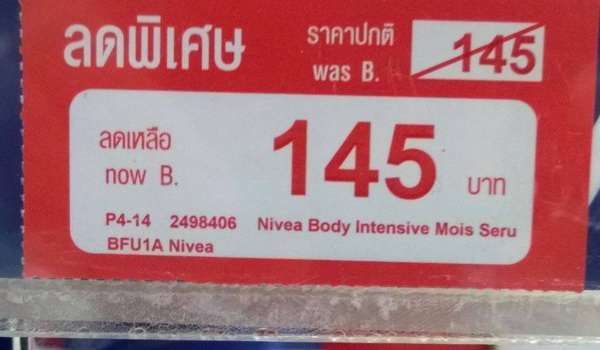 ลดพิเศษ
ราคาปกติ
was B. 145
ลดเหลือ
now B. 145 บาท
P4-14 2498406 Nivea Body Intensive Mois Seru
BFU1A Nivea